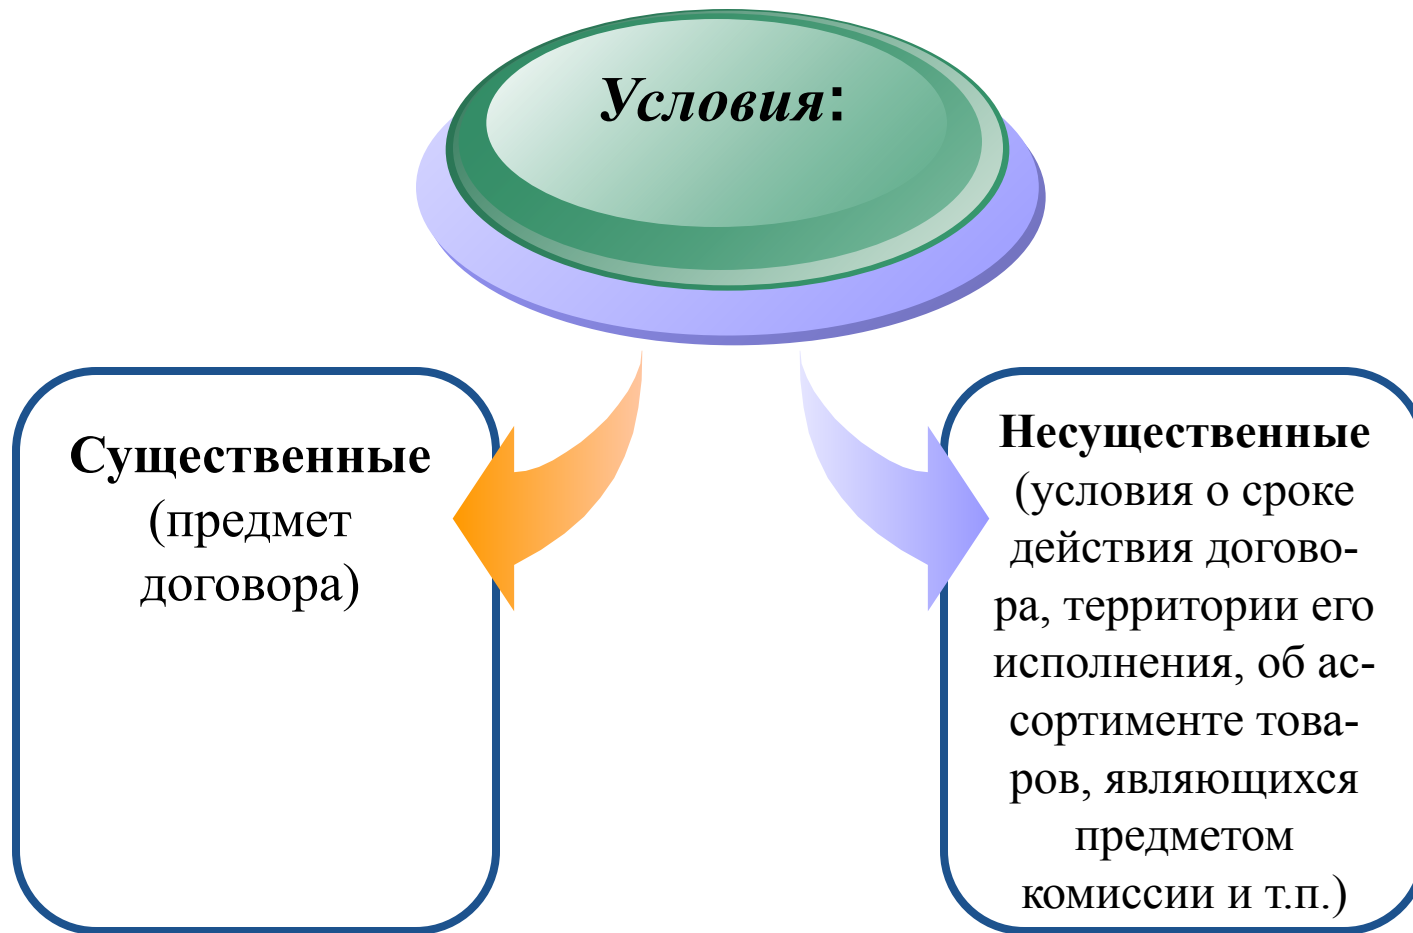 Условия:
Существенные
(предмет
договора)
Несущественные
(условия о сроке
действия догово-
ра, территории его
исполнения, об ас-
сортименте това-
ров, являющихся
предметом
комиссии и т.п.)